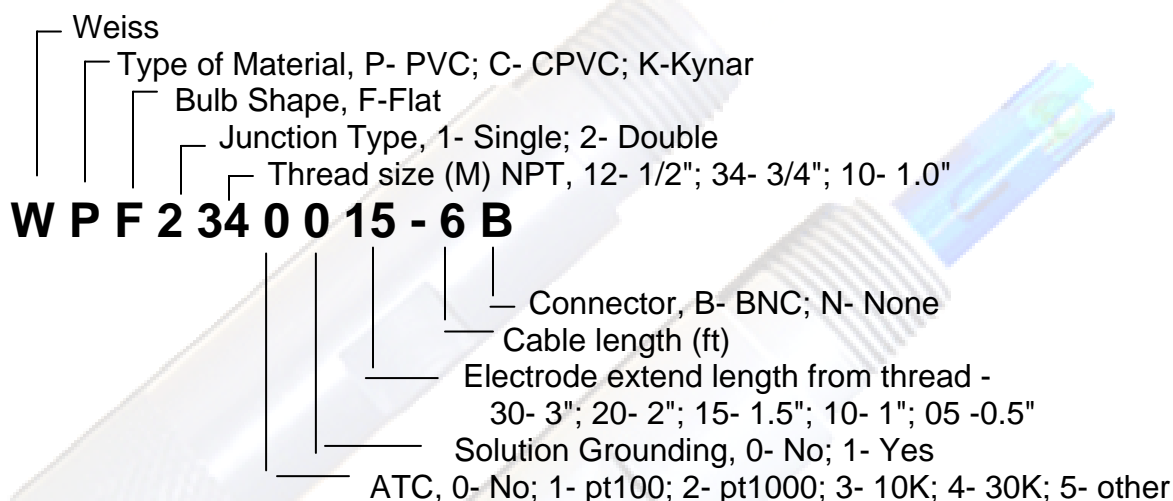 Weiss
Type of Material, P- PVC; C- CPVC; K-Kynar
Bulb Shape, F-Flat
Junction Type, 1- Single; 2- Double
Thread size (M) NPT, 12- 1/2"; 34- 3/4"; 10- 1.0"
W P F 2 34 0 0 15 - 6 B
Connector, B- BNC; N- None
Cable length (ft)
Electrode extend length from thread -
30- 3"; 20- 2"; 15- 1.5"; 10- 1"; 05 -0.5"
Solution Grounding, 0- No; 1- Yes
ATC, 0- No; 1- pt100; 2- pt1000; 3- 10K; 4- 30K; 5- other